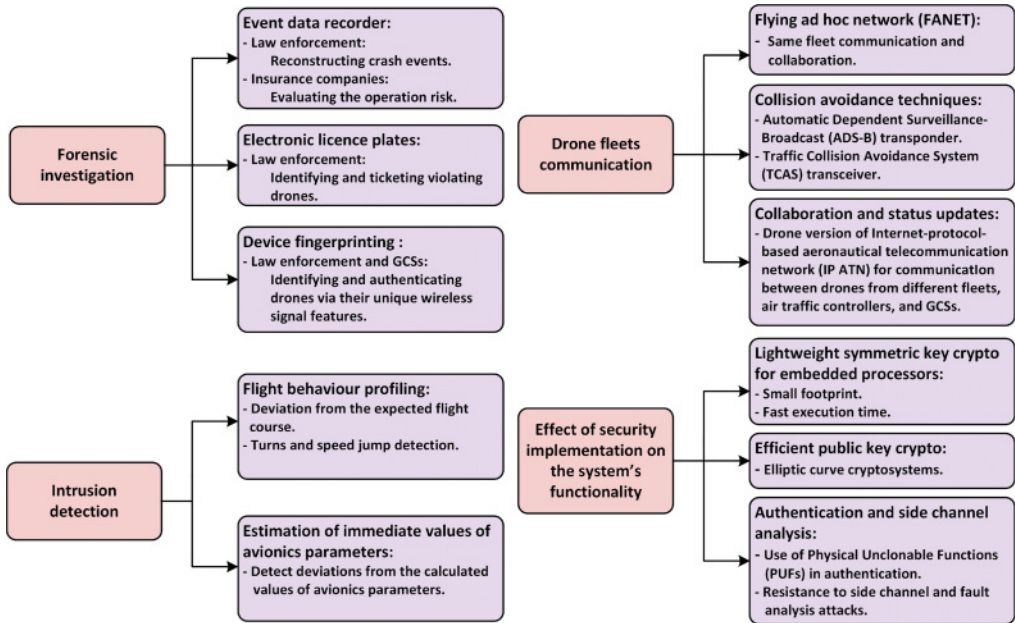 Forensic
investigation
Event data recorder:
- Law enforcement:
Reconstructing crash events.
- Insurance companies:
Evaluating the operation risk.
Electronic licence plates:
- Law enforcement:
Identifying and ticketing violating
drones.
Device fingerprinting :
- Law enforcement and GCSs:
Identifying and authenticating
drones via their unique wireless
signal features.
Drone fleets
communication
Flying ad hoc network (FANET):
- Same fleet communication and
collaboration.
Collision avoidance techniques:
- Automatic Dependent Surveillance-
Broadcast (ADS-B) transponder.
- Traffic Collision Avoidance System
(TCAS) transceiver.
Collaboration and status updates:
- Drone version of Internet-protocol-
based aeronautical telecommunication
network (IP ATN) for communication
between drones from different fleets,
air traffic controllers, and GCSs.
Intrusion
detection
Flight behaviour profiling:
- Deviation from the expected flight
course.
- Turns and speed jump detection.
Estimation of immediate values of
avionics parameters:
- Detect deviations from the calculated
values of avionics parameters.
Effect of security
implementation on
the system's
functionality
Lightweight symmetric key crypto
for embedded processors:
- Small footprint.
- Fast execution time.
Efficient public key crypto:
- Elliptic curve cryptosystems.
Authentication and side channel
analysis:
- Use of Physical Unclonable Functions
(PUFs) in authentication.
- Resistance to side channel and fault
analysis attacks.